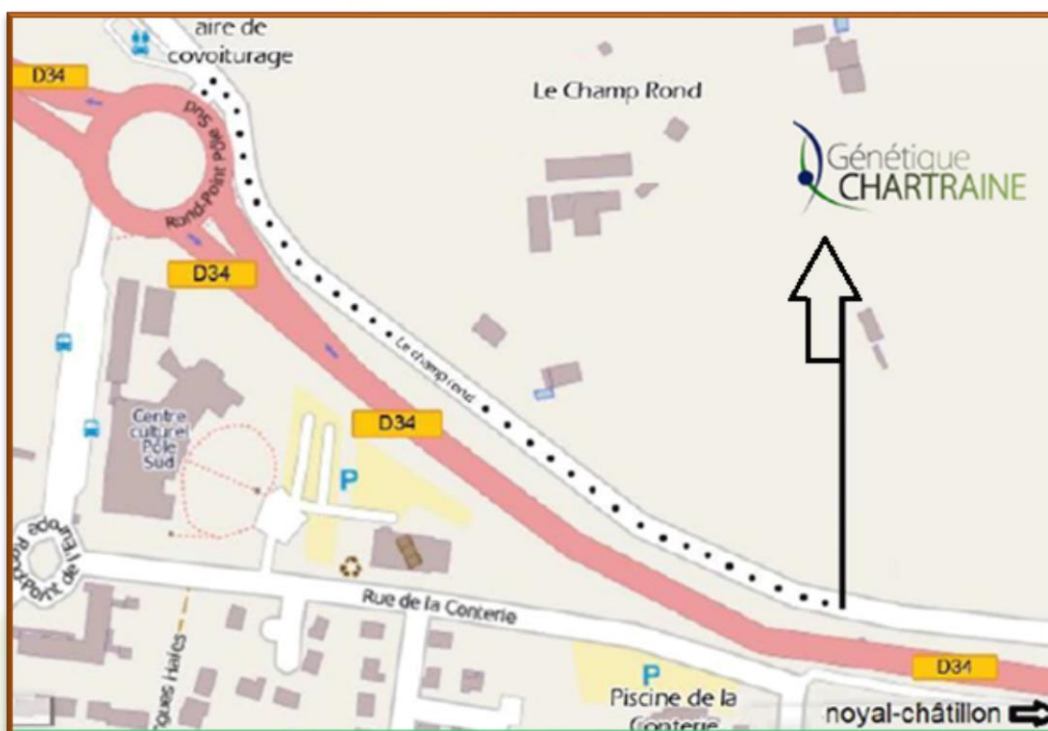 aire de
covoiturage
D34
Rond-Point Pôle Sud
Le Champ Rond
Génétique
CHARTRAINE
D34
Le champ rond
D34
Centre
culturel
Pôle
Sud
P
Rond-Point de l'Europe
Rue de la Conterie
P
D34
Piscine de la
Conterie
noyal-châtillon